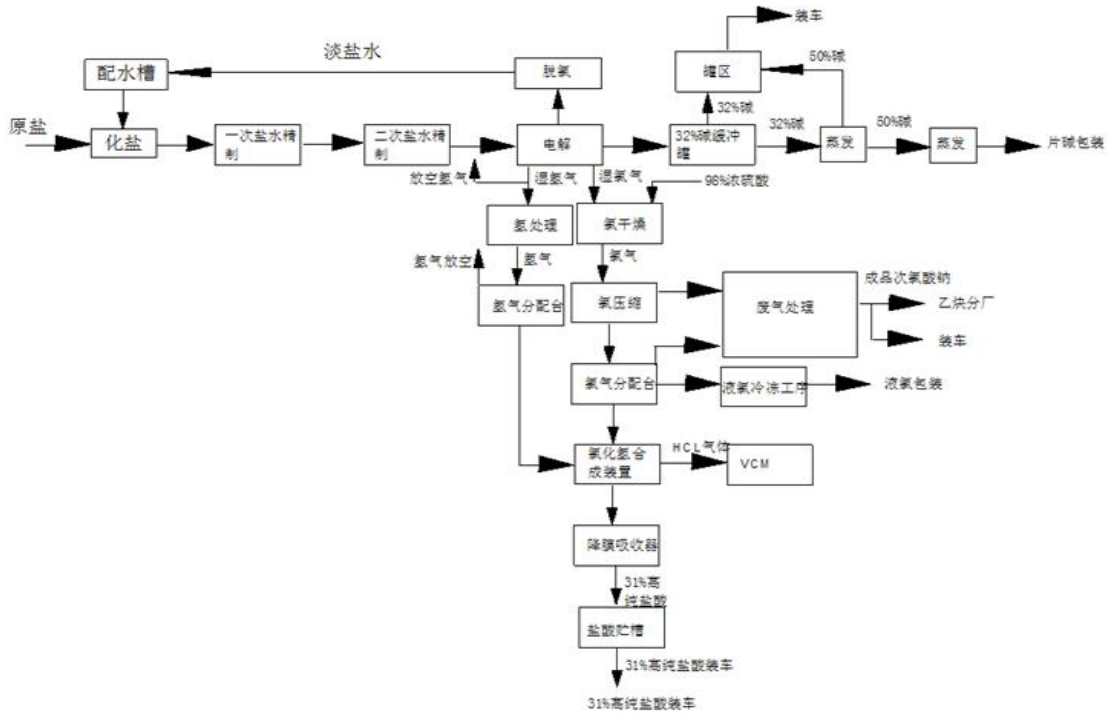 装车
淡盐水
50%碱
配水槽
脱氯
罐区
32%碱
原盐
化盐
一次盐水精
制
二次盐水精
制
电解
32%碱缓冲
罐
32%碱
蒸发
50%碱
蒸发
片碱包装
放空氢气
湿氢气
湿氯气
98%浓硫酸
氢处理
氯干燥
氢气放空
氢气
氯气
氢气分配台
氯压缩
废气处理
成品次氯酸钠
乙炔分厂
装车
氯气分配台
液氯冷冻工序
液氯包装
氯化氢合
成装置
HCL气体
VCM
降膜吸收器
31%高
纯盐酸
盐酸贮槽
31%高纯盐酸装车
31%高纯盐酸装车